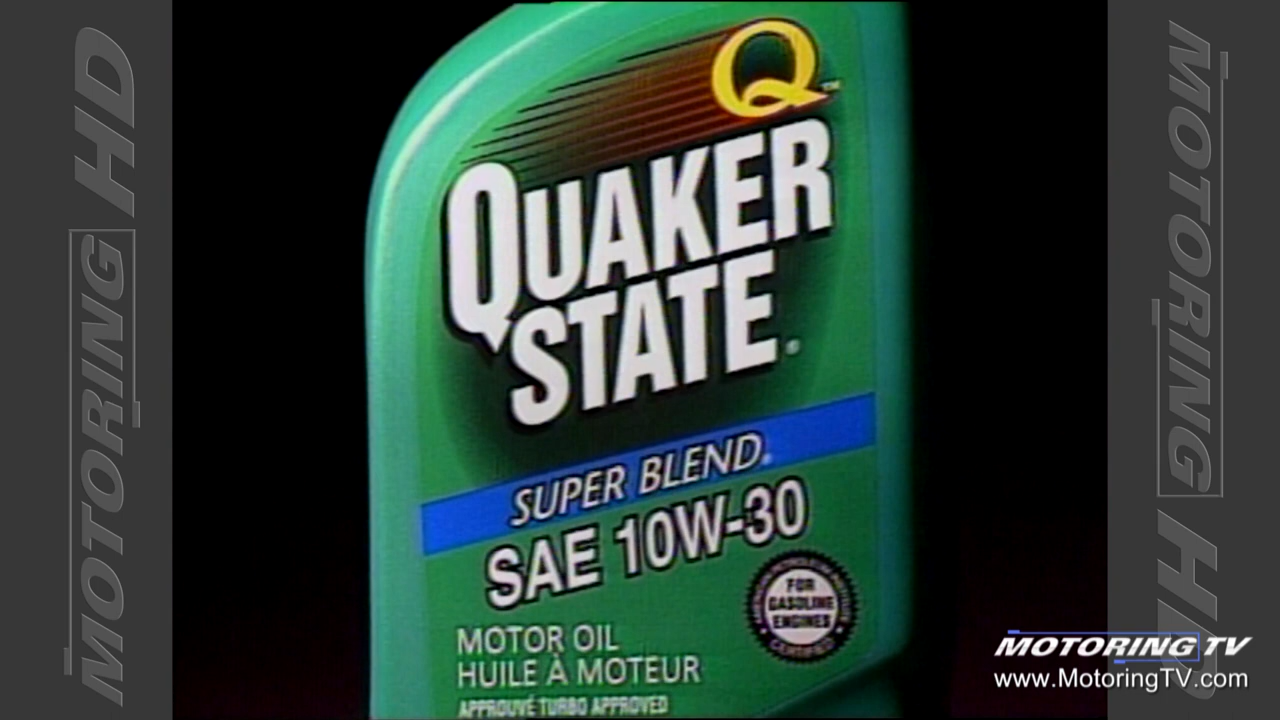 MOTORING HD
Q
QUAKER
STATE®
SUPER BLEND®
SAE 10W-30
FOR
GASOLINE
ENGINES
CERTIFIED
MOTOR OIL
HUILE À MOTEUR
APPROUVÉ TURBO APPROVED
MOTORING HD
MOTORING TV
www.MotoringTV.com